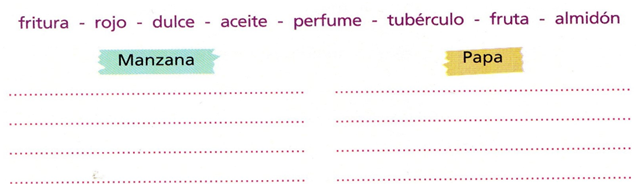 fritura - rojo - dulce - aceite - perfume - tubérculo - fruta - almidón
Manzana
Papa